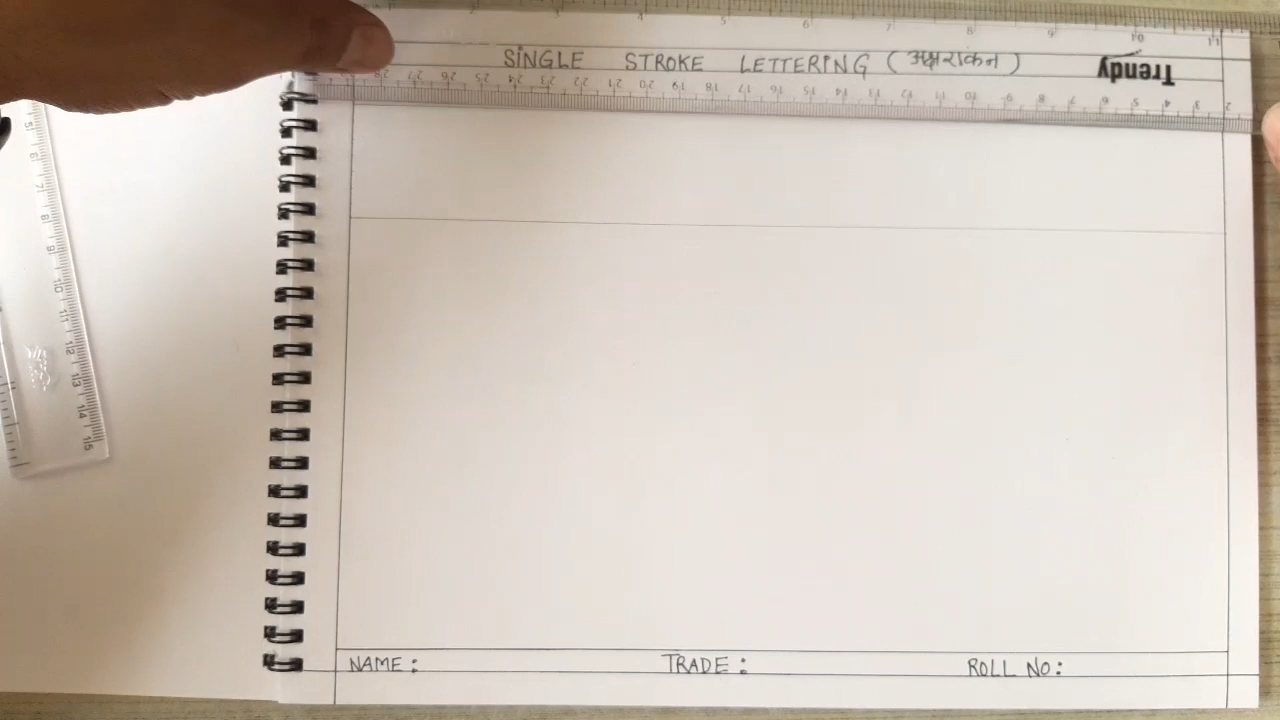 SINGLE STROKE LETTERING (अक्षरांकन)
Trendy
NAME : TRADE : ROLL NO: